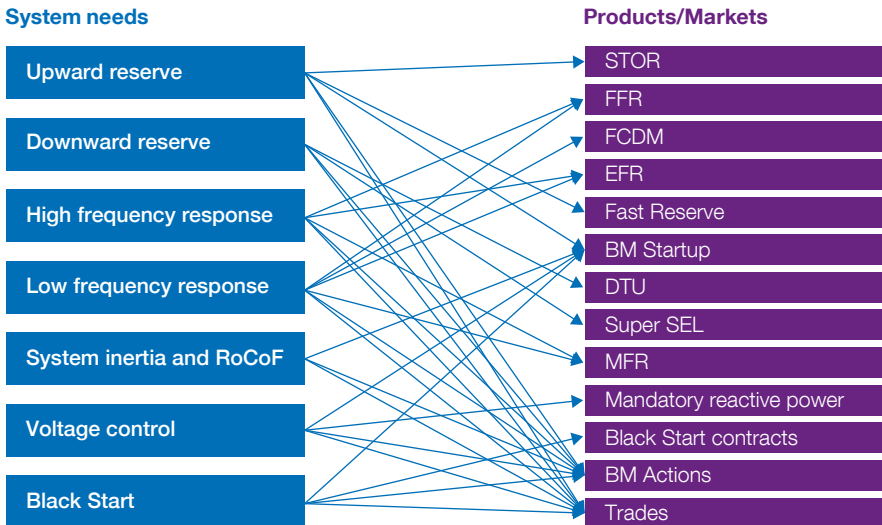 System needs
Upward reserve
Downward reserve
High frequency response
Low frequency response
System inertia and RoCoF
Voltage control
Black Start
Products/Markets
STOR
FFR
FCDM
EFR
Fast Reserve
BM Startup
DTU
Super SEL
MFR
Mandatory reactive power
Black Start contracts
BM Actions
Trades